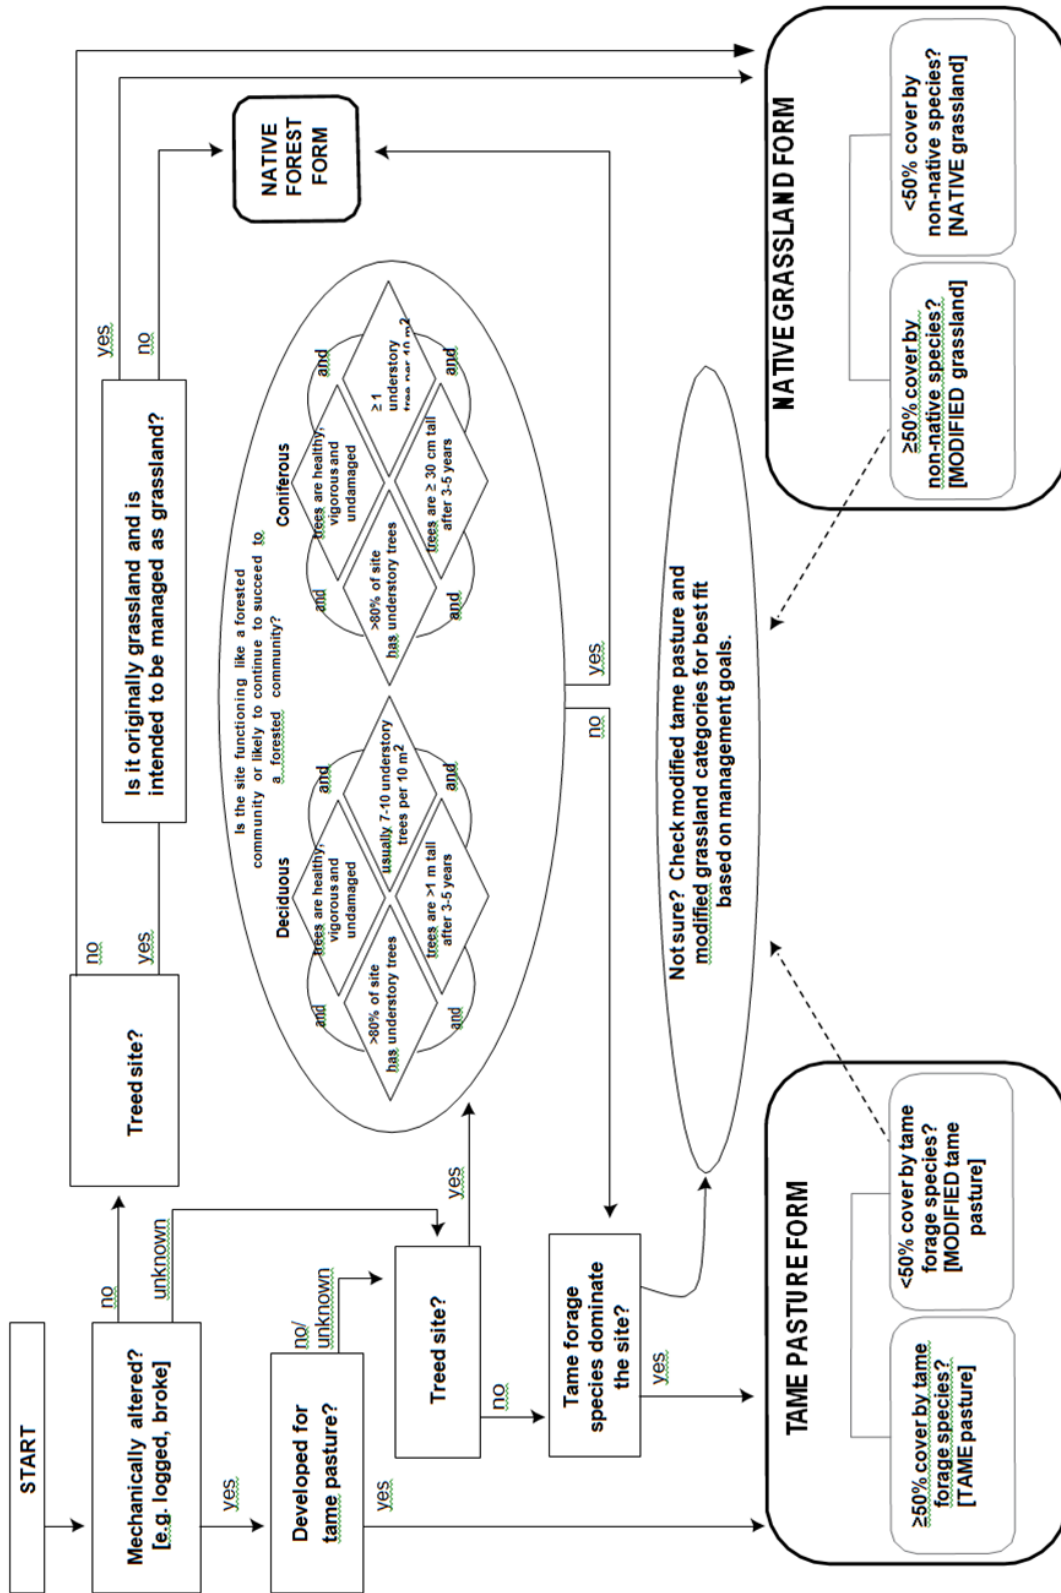 START
Mechanically altered?
[e.g. logged, broke]
no
unknown
yes
Treed site?
no
yes
Is it originally grassland and is
intended to be managed as grassland?
yes
no
Developed for
tame pasture?
no/
unknown
yes
Treed site?
yes
no
Is the site functioning like a forested
community or likely to continue to succeed to
a forested community?
Deciduous
trees are healthy,
vigorous and
undamaged
and
and
>80% of site
has understory trees
usually 7-10 understory
trees per 10 m2
and
and
trees are >1 m tall
after 3-5 years
Coniferous
trees are healthy,
vigorous and
undamaged
and
and
>80% of site
has understory trees
≥ 1
understory
tree per 10 m2
and
and
trees are ≥ 30 cm tall
after 3-5 years
no
yes
NATIVE
FOREST
FORM
Tame forage
species dominate
the site?
yes
Not sure? Check modified tame pasture and
modified grassland categories for best fit
based on management goals.
TAME PASTURE FORM
≥50% cover by tame
forage species?
[TAME pasture]
<50% cover by tame
forage species?
[MODIFIED tame
pasture]
NATIVE GRASSLAND FORM
≥50% cover by
non-native species?
[MODIFIED grassland]
<50% cover by
non-native species?
[NATIVE grassland]